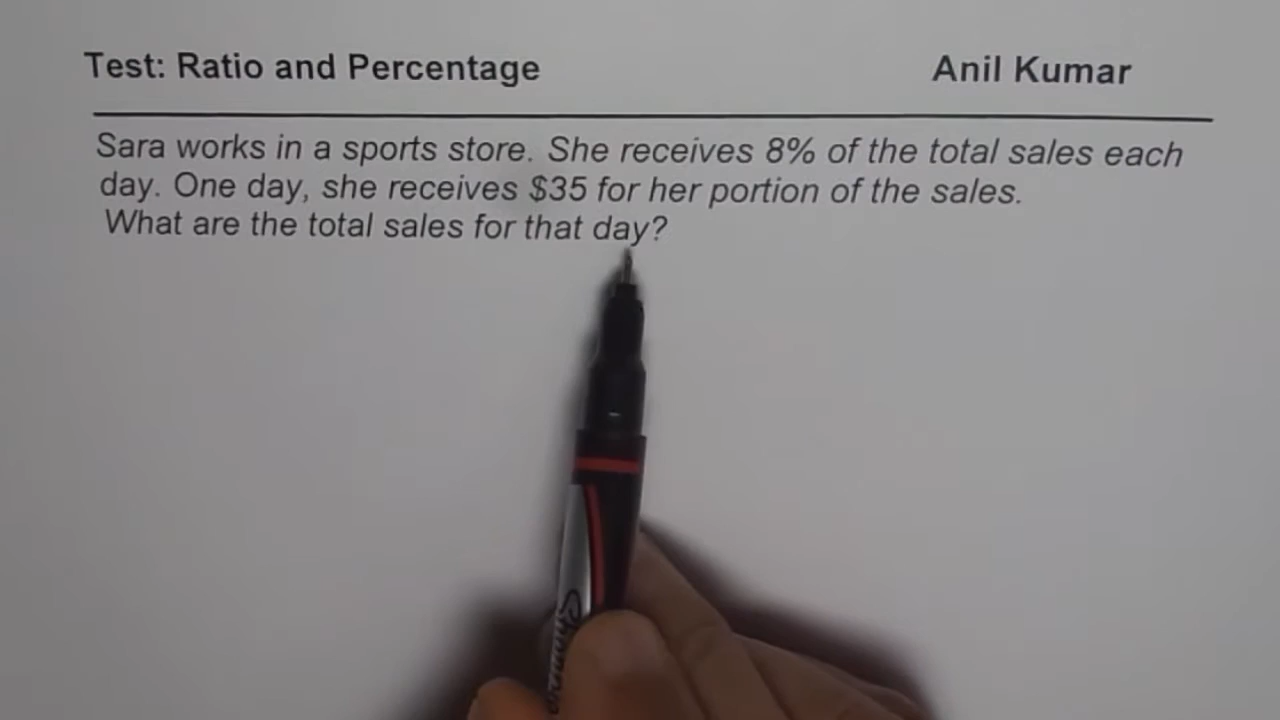 Test: Ratio and Percentage
Anil Kumar
Sara works in a sports store. She receives 8% of the total sales each
day. One day, she receives $35 for her portion of the sales.
What are the total sales for that day?